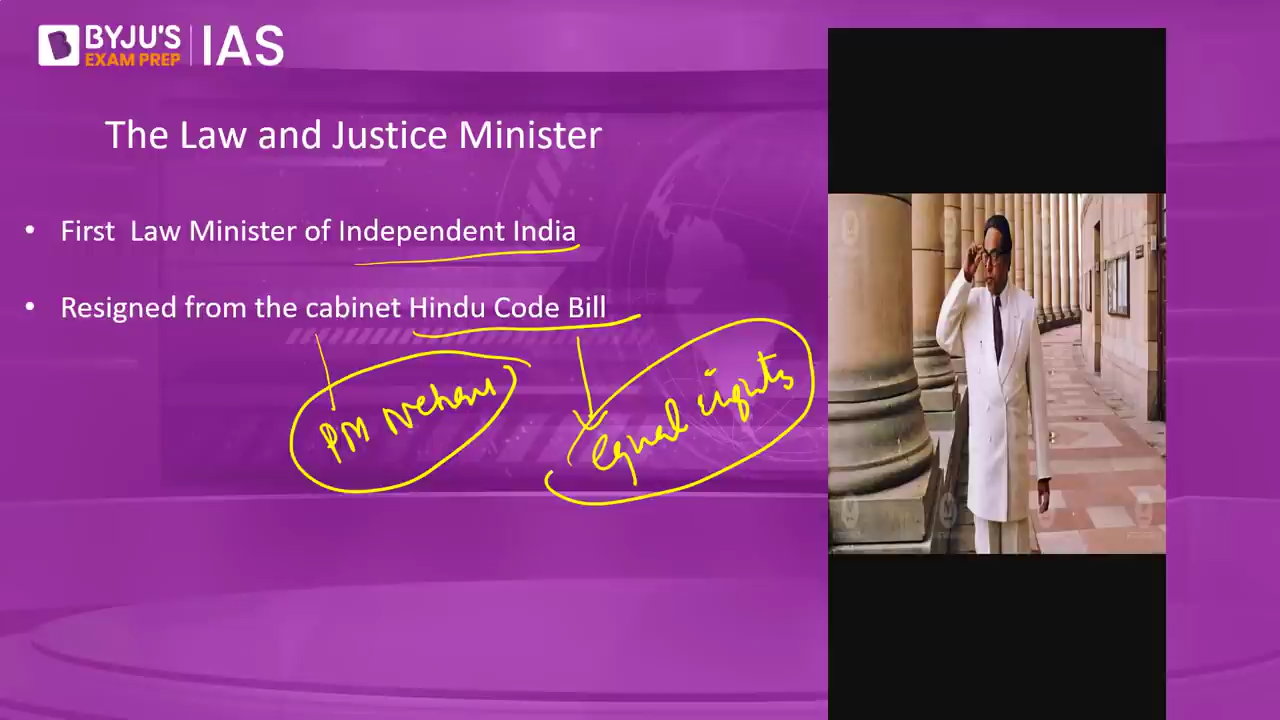 BYJU'S
EXAM PREP
IAS
The Law and Justice Minister
• First Law Minister of Independent India
• Resigned from the cabinet Hindu Code Bill
PM Nehru
equal rights